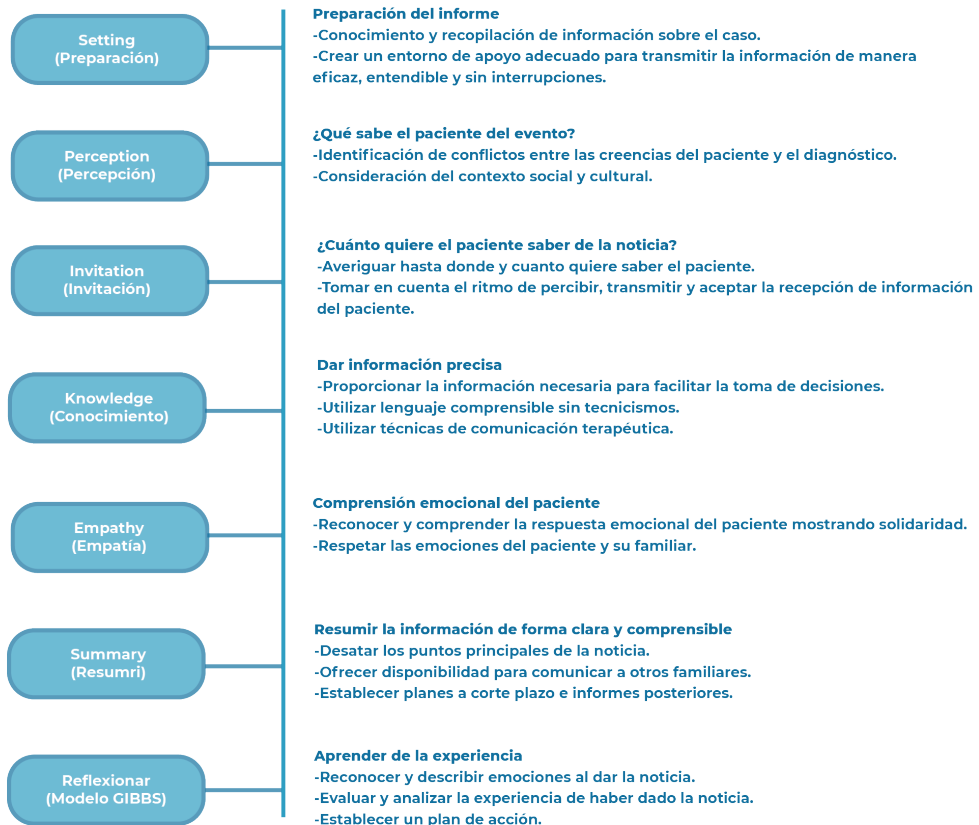 Setting
(Preparación)
Preparación del informe
-Conocimiento y recopilación de información sobre el caso.
-Crear un entorno de apoyo adecuado para transmitir la información de manera
eficaz, entendible y sin interrupciones.
Perception
(Percepción)
¿Qué sabe el paciente del evento?
-Identificación de conflictos entre las creencias del paciente y el diagnóstico.
-Consideración del contexto social y cultural.
Invitation
(Invitación)
¿Cuánto quiere el paciente saber de la noticia?
-Averiguar hasta donde y cuanto quiere saber el paciente.
-Tomar en cuenta el ritmo de percibir, transmitir y aceptar la recepción de información
del paciente.
Knowledge
(Conocimiento)
Dar información precisa
-Proporcionar la información necesaria para facilitar la toma de decisiones.
-Utilizar lenguaje comprensible sin tecnicismos.
-Utilizar técnicas de comunicación terapéutica.
Empathy
(Empatía)
Comprensión emocional del paciente
-Reconocer y comprender la respuesta emocional del paciente mostrando solidaridad.
-Respetar las emociones del paciente y su familiar.
Summary
(Resumri)
Resumir la información de forma clara y comprensible
-Desatar los puntos principales de la noticia.
-Ofrecer disponibilidad para comunicar a otros familiares.
-Establecer planes a corte plazo e informes posteriores.
Reflexionar
(Modelo GIBBS)
Aprender de la experiencia
-Reconocer y describir emociones al dar la noticia.
-Evaluar y analizar la experiencia de haber dado la noticia.
-Establecer un plan de acción.